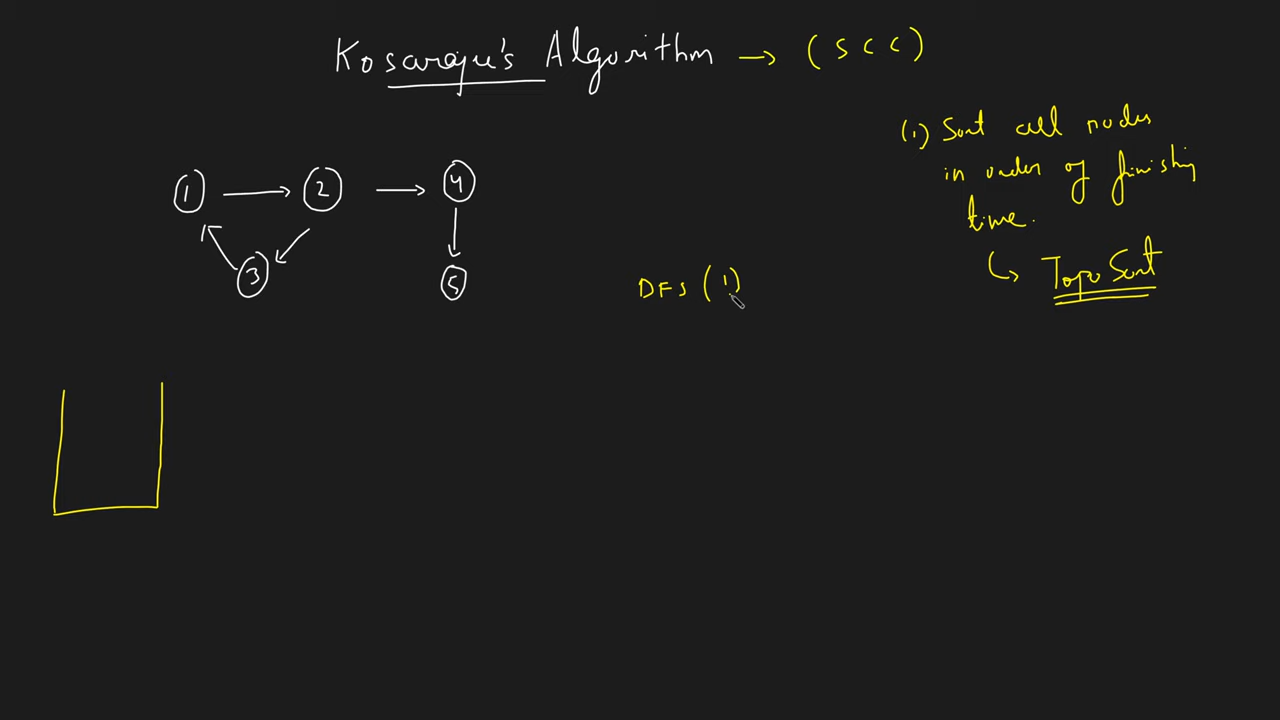 Kosaraju's Algorithm → (SCC)
(1) Sort all nodes
in order of finishing
time.
↳ Topo Sort
1 → 2 → 4
3
5
DFS (1)